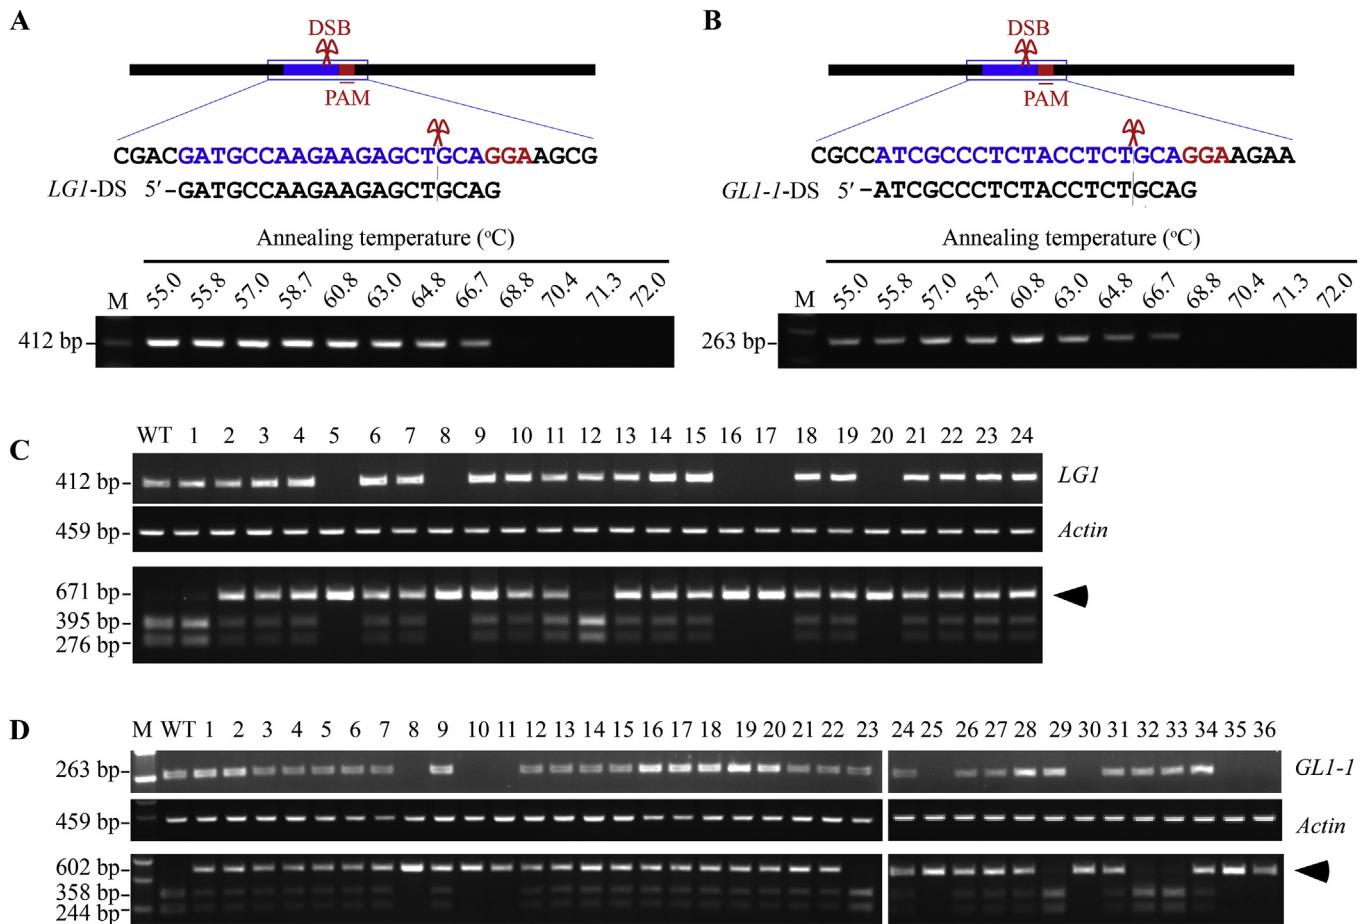 A
DSB
PAM
CGACGATGCCAAGAAGAGCTGCAGGAAGCG
LG1-DS 5′-GATGCCAAGAAGAGCTGCAG
Annealing temperature (°C)
M 55.0 55.8 57.0 58.7 60.8 63.0 64.8 66.7 68.8 70.4 71.3 72.0
412 bp
B
DSB
PAM
CGCCATCGCCCTCTACCTCTGCAGGAAGAA
GL1-1-DS 5′-ATCGCCCTCTACCTCTGCAG
Annealing temperature (°C)
M 55.0 55.8 57.0 58.7 60.8 63.0 64.8 66.7 68.8 70.4 71.3 72.0
263 bp
C
WT 1 2 3 4 5 6 7 8 9 10 11 12 13 14 15 16 17 18 19 20 21 22 23 24
412 bp LG1
459 bp Actin
671 bp
395 bp
276 bp
D
M WT 1 2 3 4 5 6 7 8 9 10 11 12 13 14 15 16 17 18 19 20 21 22 23 24 25 26 27 28 29 30 31 32 33 34 35 36
263 bp GL1-1
459 bp Actin
602 bp
358 bp
244 bp